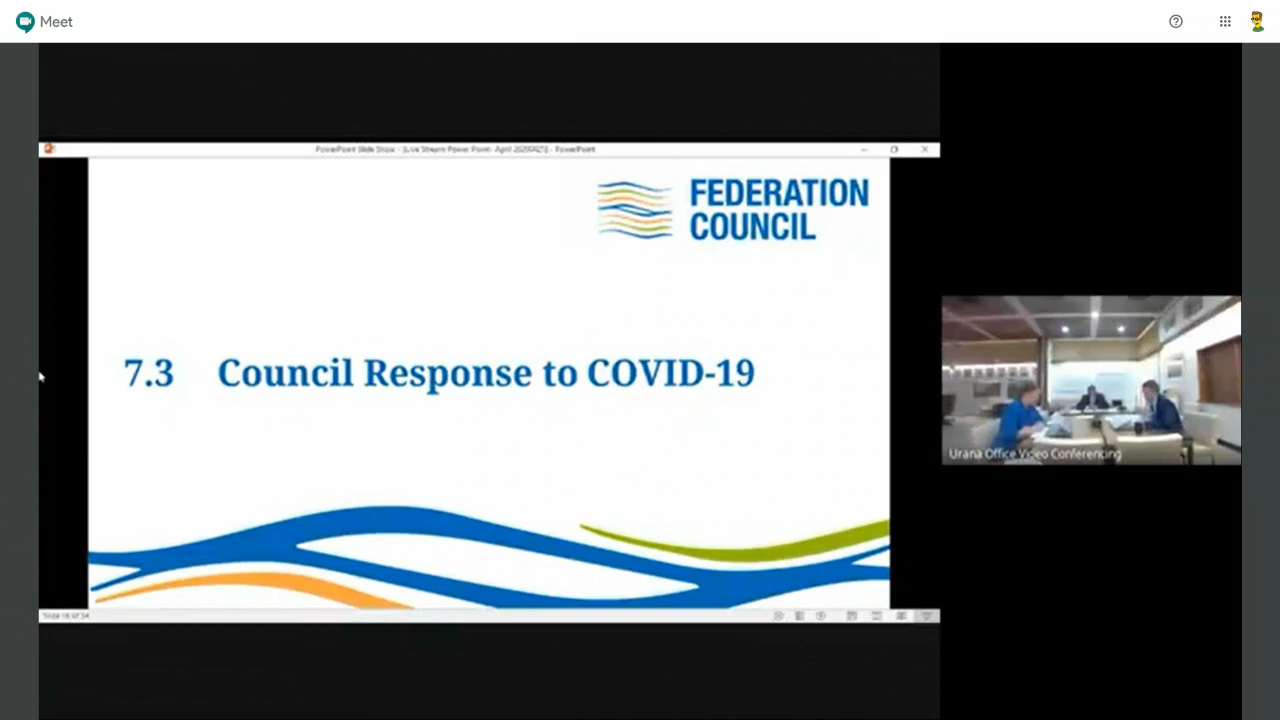 Meet
PowerPoint Slide Show - [Live Stream Power Point- April 2020
- PowerPoint
FEDERATION
COUNCIL
7.3 Council Response to COVID-19
Urana Office Video Conferencing